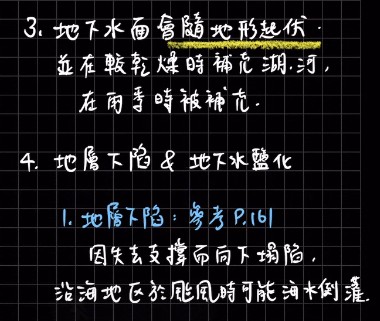 3. 地下水面會隨地形起伏.
並在較乾燥時補充湖.河,
在雨季時被補充.
4. 地層下陷 & 地下水鹽化
1. 地層下陷：參考 P.161
因失去支撐而向下塌陷,
沿海地區於颱風時可能海水倒灌.